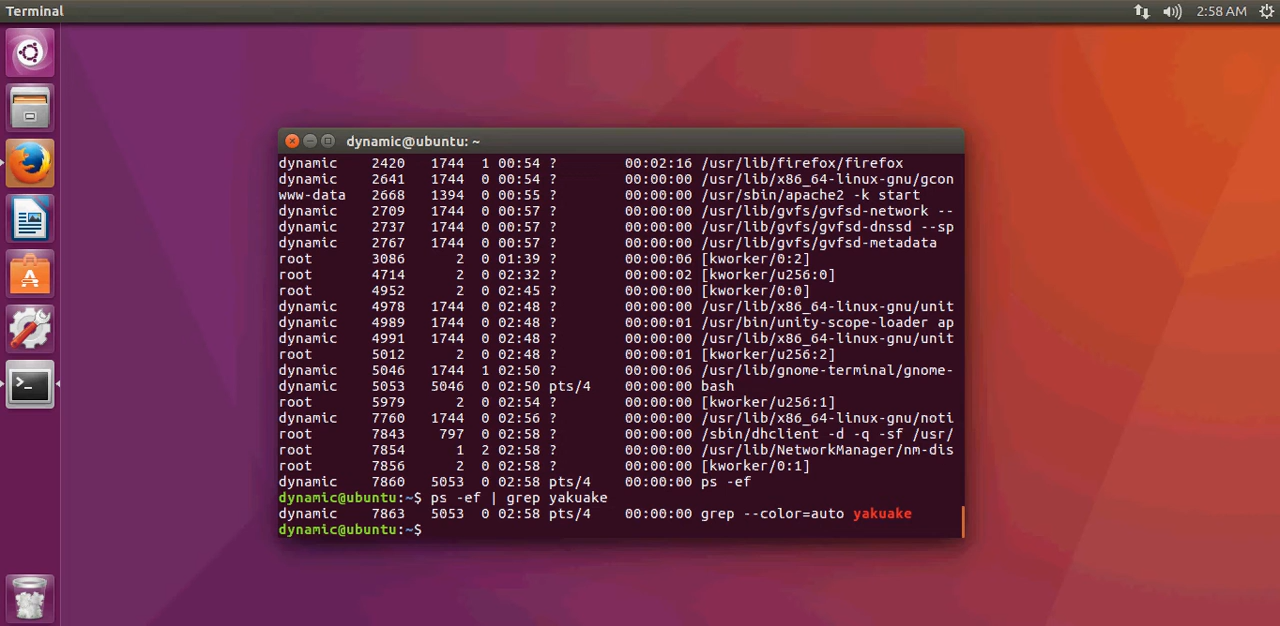 Terminal
2:58 AM
dynamic@ubuntu: ~
dynamic 2420 1744 1 00:54 ? 00:02:16 /usr/lib/firefox/firefox
dynamic 2641 1744 0 00:55 ? 00:00:00 /usr/lib/x86_64-linux-gnu/gcon
www-data 2668 1394 0 00:55 ? 00:00:00 /usr/sbin/apache2 -k start
dynamic 2709 1744 0 00:57 ? 00:00:00 /usr/lib/gvfs/gvfsd-network --
dynamic 2737 1744 0 00:57 ? 00:00:00 /usr/lib/gvfs/gvfsd-dnssd --sp
dynamic 2767 1744 0 00:57 ? 00:00:00 /usr/lib/gvfs/gvfsd-metadata
root 3086 2 0 01:39 ? 00:00:06 [kworker/0:2]
root 4714 2 0 02:32 ? 00:00:02 [kworker/u256:0]
root 4952 2 0 02:45 ? 00:00:00 [kworker/0:0]
dynamic 4978 1744 0 02:48 ? 00:00:00 /usr/lib/x86_64-linux-gnu/unit
dynamic 4989 1744 0 02:48 ? 00:00:01 /usr/bin/unity-scope-loader ap
dynamic 4991 1744 0 02:48 ? 00:00:00 /usr/lib/x86_64-linux-gnu/unit
root 5012 2 0 02:48 ? 00:00:01 [kworker/u256:2]
dynamic 5046 1744 1 02:50 ? 00:00:06 /usr/lib/gnome-terminal/gnome-
dynamic 5053 5046 0 02:50 pts/4 00:00:00 bash
root 5979 2 0 02:54 ? 00:00:00 [kworker/u256:1]
dynamic 7760 1744 0 02:56 ? 00:00:00 /usr/lib/x86_64-linux-gnu/noti
root 7843 797 0 02:58 ? 00:00:00 /sbin/dhclient -d -q -sf /usr/
root 7854 1 2 02:58 ? 00:00:00 /usr/lib/NetworkManager/nm-dis
root 7856 2 0 02:58 ? 00:00:00 [kworker/0:1]
dynamic 7860 5053 0 02:58 pts/4 00:00:00 ps -ef
dynamic@ubuntu:~$ ps -ef | grep yakuake
dynamic 7863 5053 0 02:58 pts/4 00:00:00 grep --color=auto yakuake
dynamic@ubuntu:~$